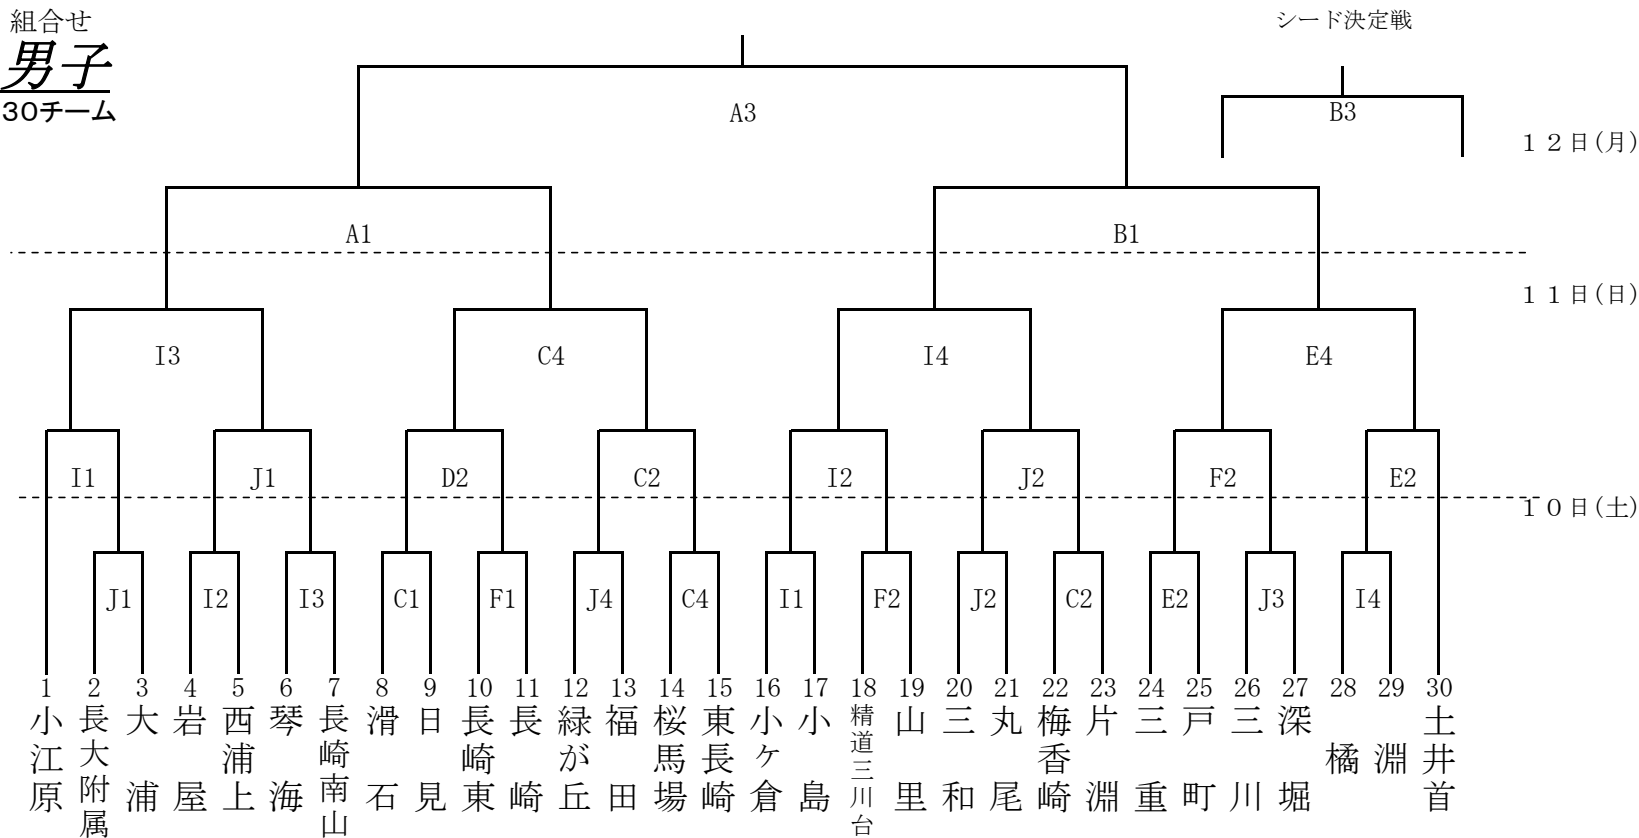 組合せ
シード決定戦
男子
30チーム
A3
B3
１２日(月)
A1
B1
１１日(日)
I3
C4
I4
E4
I1
J1
D2
C2
I2
J2
F2
E2
１０日(土)
J1
I2
I3
C1
F1
J4
C4
I1
F2
J2
C2
E2
J3
I4
1 小江原
2 長大附属
3 大浦
4 岩屋
5 西浦上
6 琴海
7 長崎南山
8 滑石
9 日見
10 長崎東
11 長崎
12 緑が丘
13 福田
14 桜馬場
15 東長崎
16 小ケ倉
17 小島
18 精道三川台
19 山里
20 三和
21 丸尾
22 梅香崎
23 片淵
24 三重
25 戸町
26 三川
27 深堀
28 橘
29 淵
30 土井首